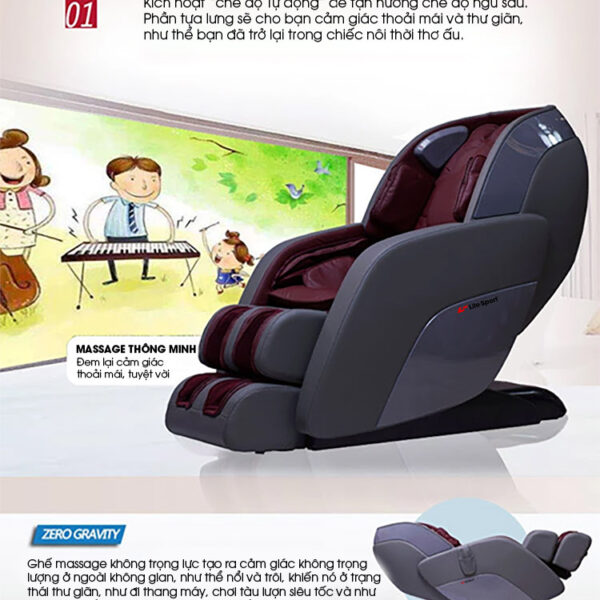 01
Kích hoạt "chế độ Tự động" để tận hưởng chế độ ngủ sâu.
Phần tựa lưng sẽ cho bạn cảm giác thoải mái và thư giãn,
như thể bạn đã trở lại trong chiếc nôi thời thơ ấu.
Life-Sport
MASSAGE THÔNG MINH
Đem lại cảm giác
thoải mái, tuyệt vời
ZERO GRAVITY
Ghế massage không trọng lực tạo ra cảm giác không trọng
lượng ở ngoài không gian, như thể nổi và trôi, khiến nó ở trạng
thái thư giãn, như đi thang máy, chơi tàu lượn siêu tốc và như